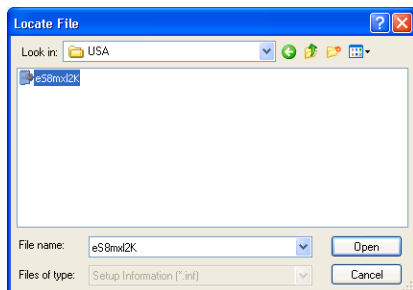 Locate File
Look in: USA
eS8mxl2K
File name: eS8mxl2K Open
Files of type: Setup Information (*.inf) Cancel